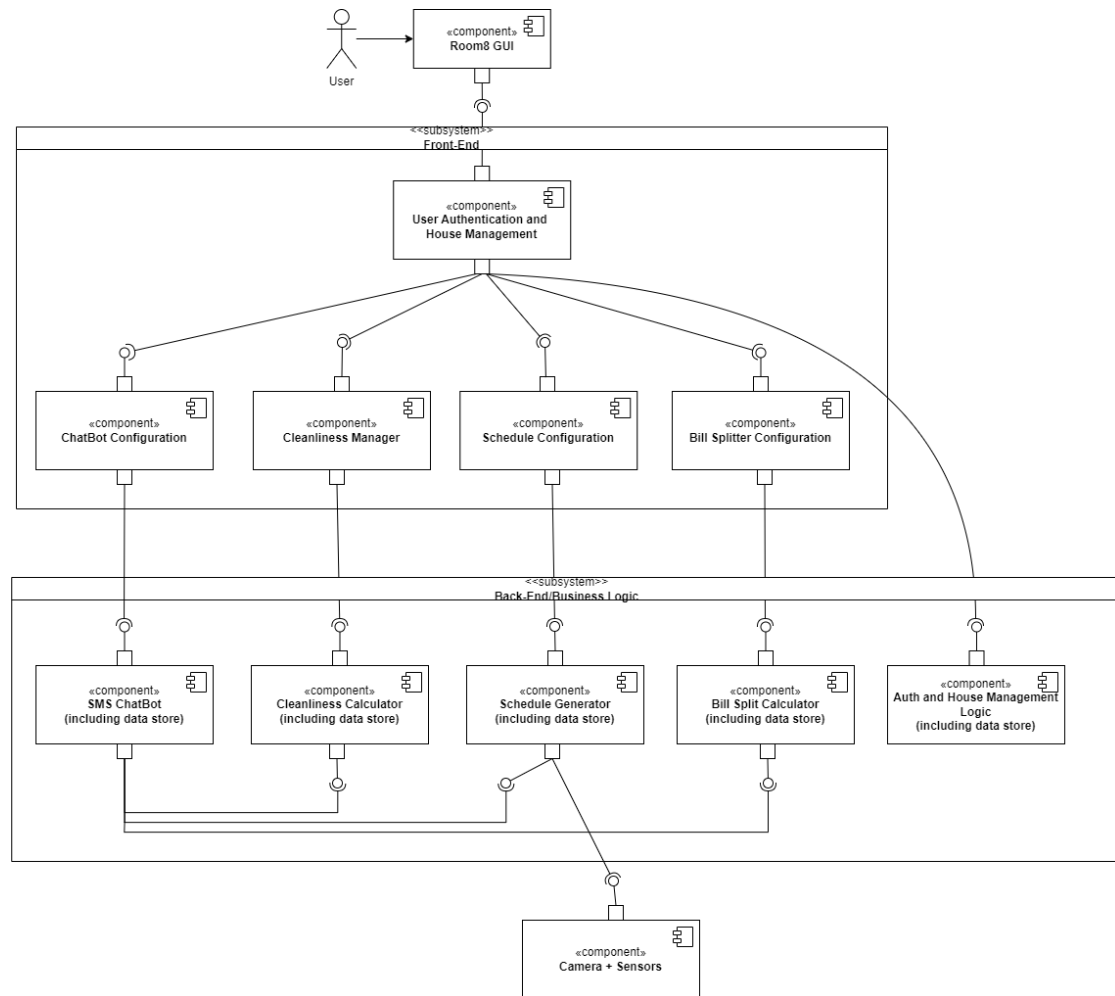 «component»
Room8 GUI
User
<<subsystem>>
Front-End
«component»
User Authentication and
House Management
«component»
ChatBot Configuration
«component»
Cleanliness Manager
«component»
Schedule Configuration
«component»
Bill Splitter Configuration
<<subsystem>>
Back-End/Business Logic
«component»
SMS ChatBot
(including data store)
«component»
Cleanliness Calculator
(including data store)
«component»
Schedule Generator
(including data store)
«component»
Bill Split Calculator
(including data store)
«component»
Auth and House Management
Logic
(including data store)
«component»
Camera + Sensors